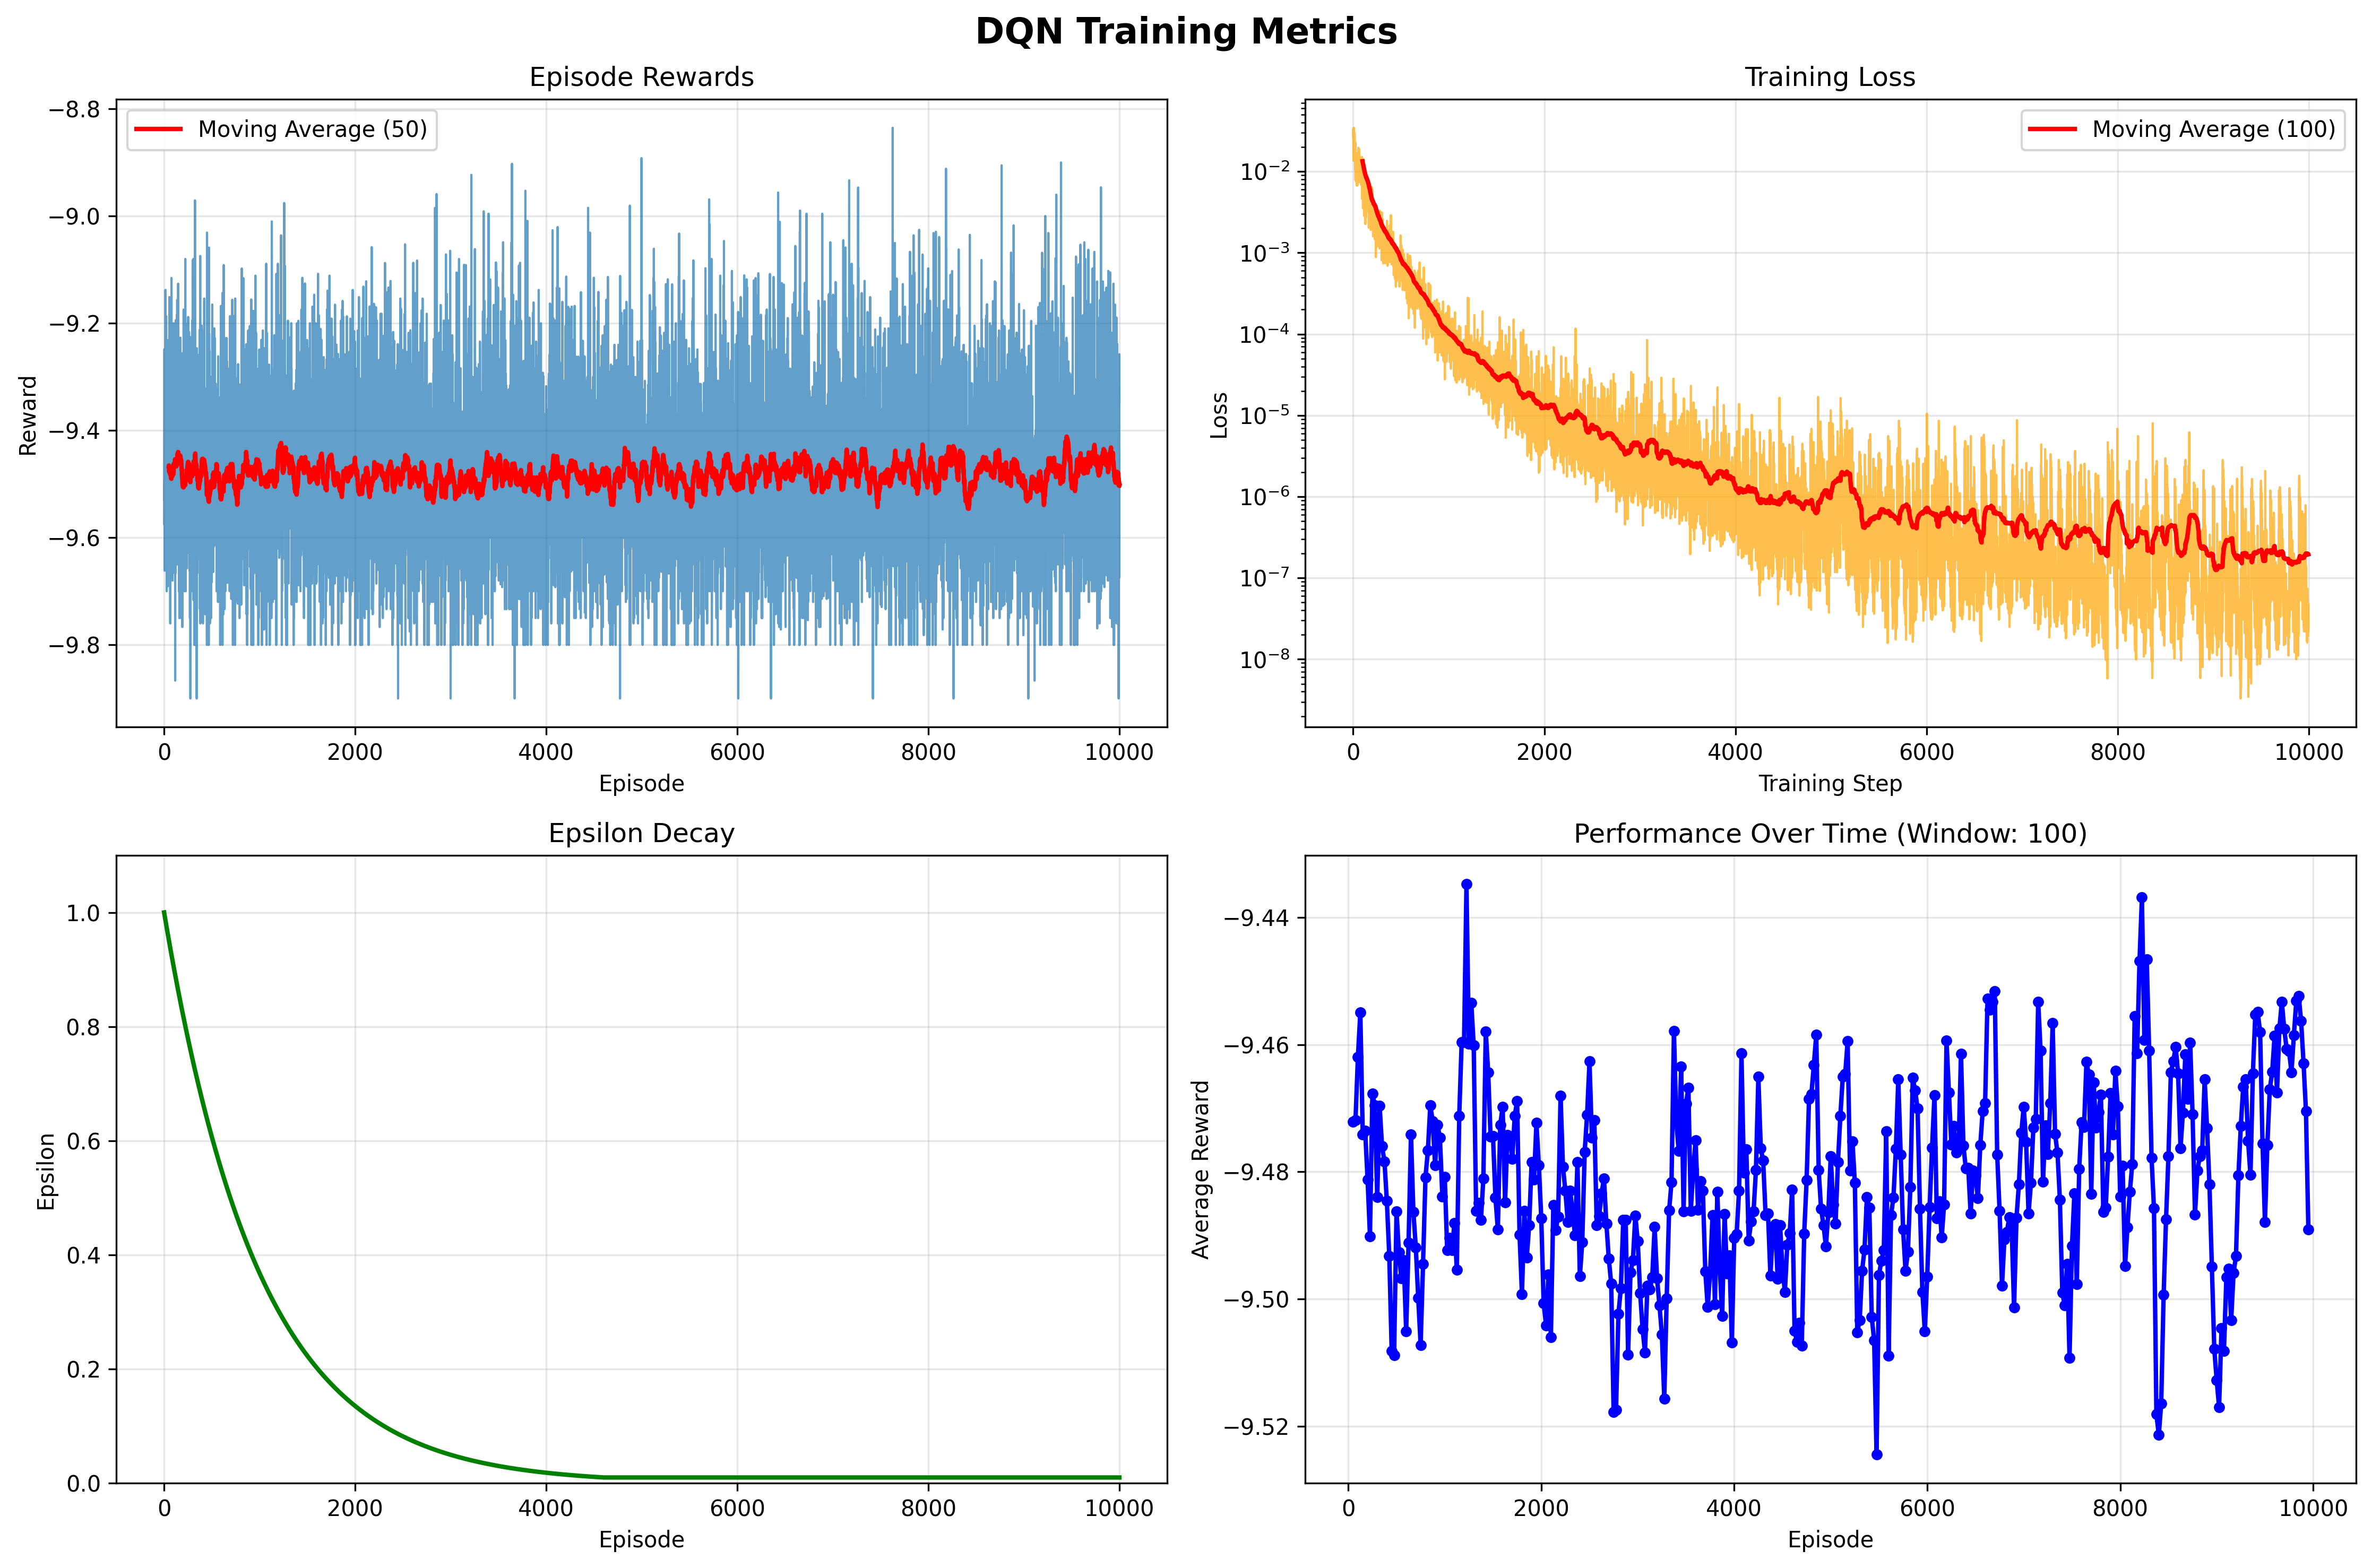 DQN Training Metrics
Episode Rewards
Moving Average (50)
−8.8
−9.0
−9.2
−9.4
−9.6
−9.8
Reward
0 2000 4000 6000 8000 10000
Episode
Training Loss
Moving Average (100)
10⁻²
10⁻³
10⁻⁴
10⁻⁵
10⁻⁶
10⁻⁷
10⁻⁸
Loss
0 2000 4000 6000 8000 10000
Training Step
Epsilon Decay
1.0
0.8
0.6
0.4
0.2
0.0
Epsilon
0 2000 4000 6000 8000 10000
Episode
Performance Over Time (Window: 100)
−9.44
−9.46
−9.48
−9.50
−9.52
Average Reward
0 2000 4000 6000 8000 10000
Episode